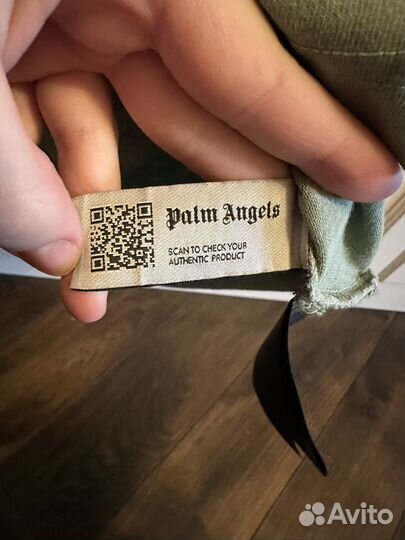 Palm Angels
SCAN TO CHECK YOUR
AUTHENTIC PRODUCT
Avito